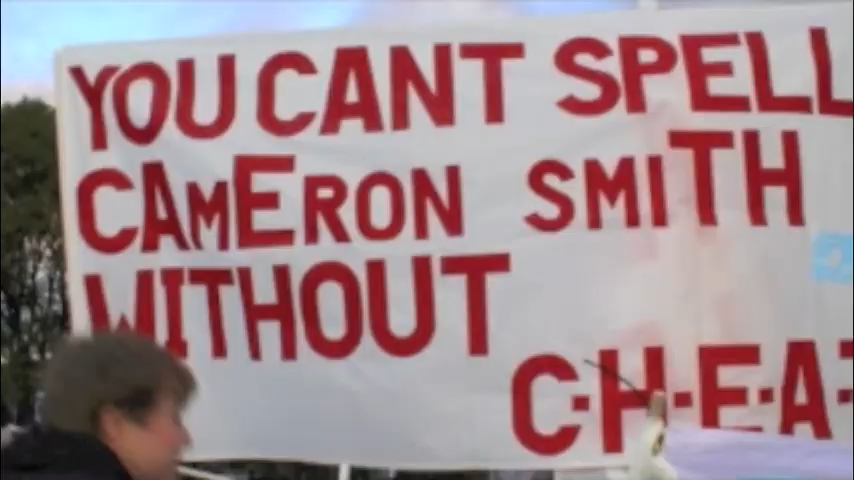 YOU CANT SPELL
CAMERON SMITH
WITHOUT
C·H·E·A·